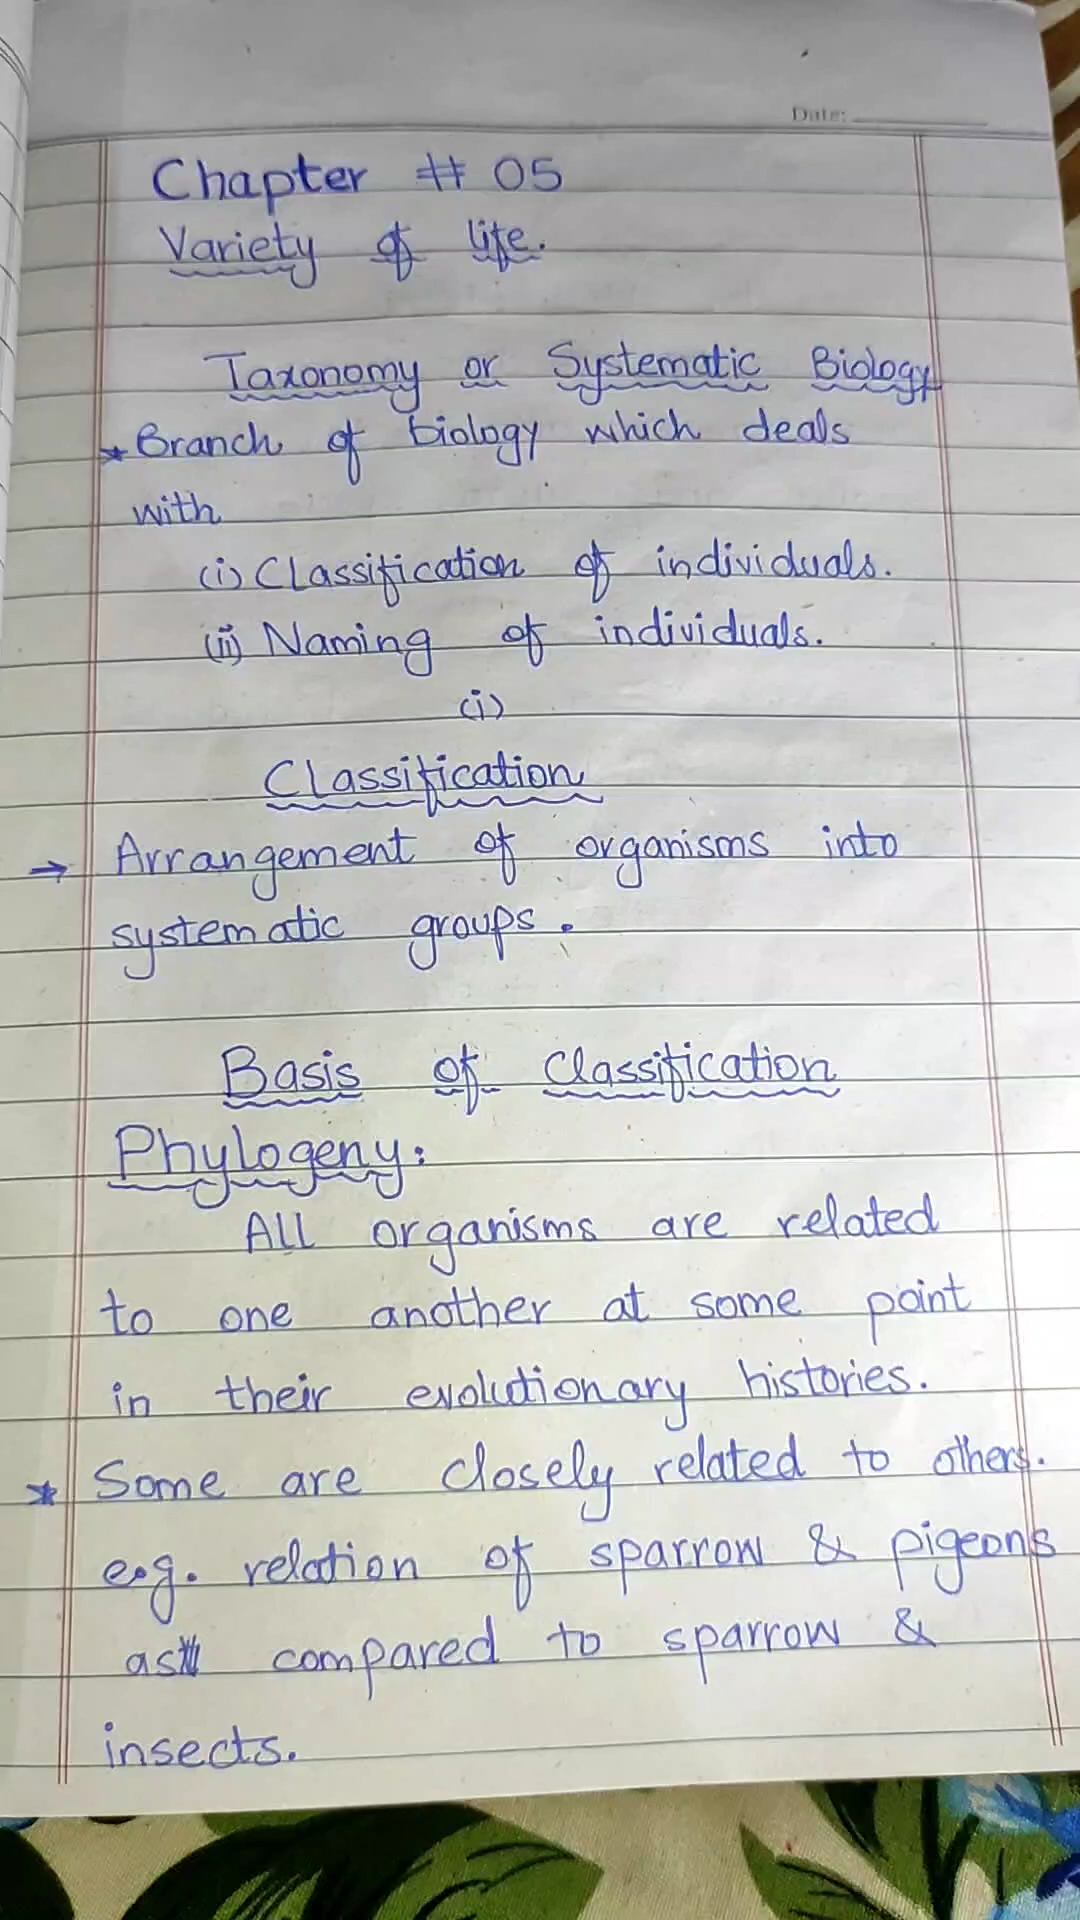 Date:
Chapter # 05
Variety of life.
Taxonomy or Systematic Biology
* Branch of biology which deals
with
(i) Classification of individuals.
(ii) Naming of individuals.
(i)
Classification
→ Arrangement of organisms into
systematic groups.
Basis of Classification
Phylogeny:
All organisms are related
to one another at some point
in their evolutionary histories.
* Some are closely related to others.
e.g. relation of sparrow & pigeons
as compared to sparrow &
insects.